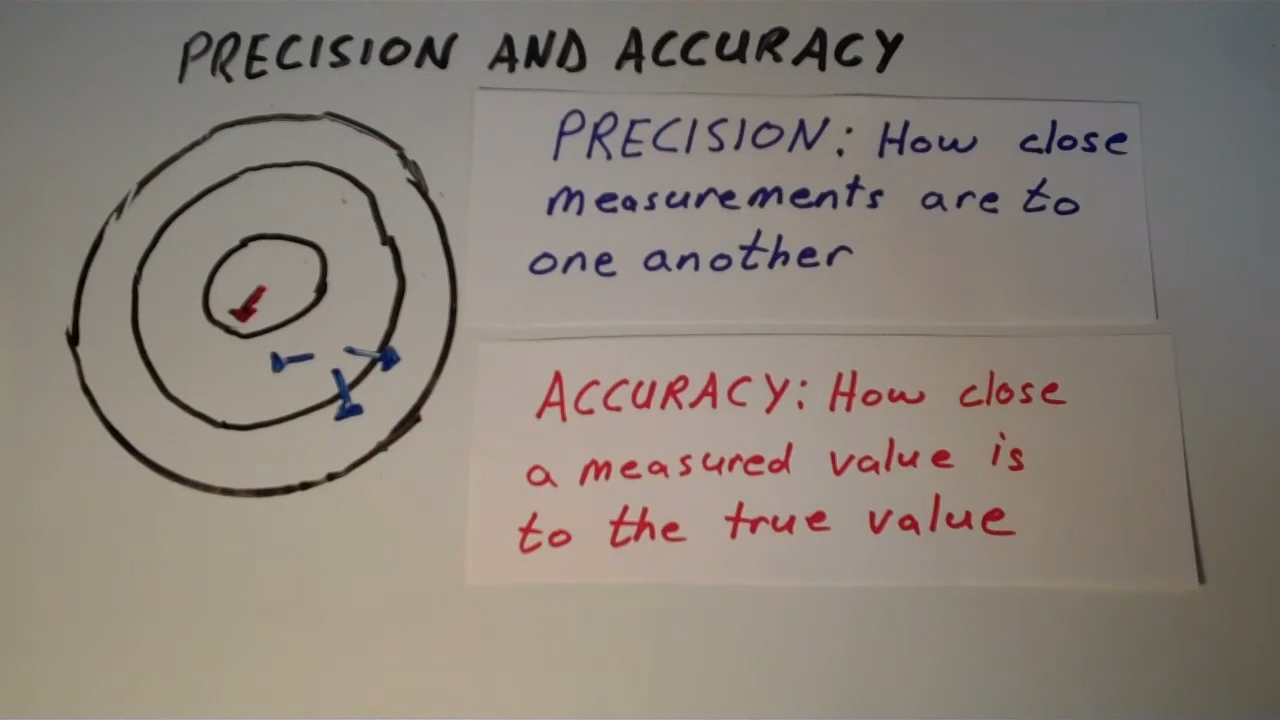 PRECISION AND ACCURACY
PRECISION: How close
measurements are to
one another
ACCURACY: How close
a measured value is
to the true value